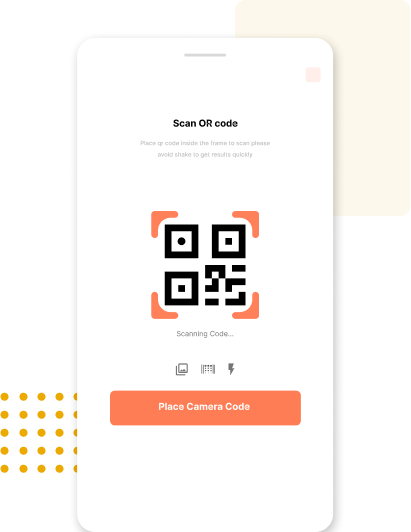 Scan OR code
Place qr code inside the frame to scan please
avoid shake to get results quickly
Scanning Code...
Place Camera Code